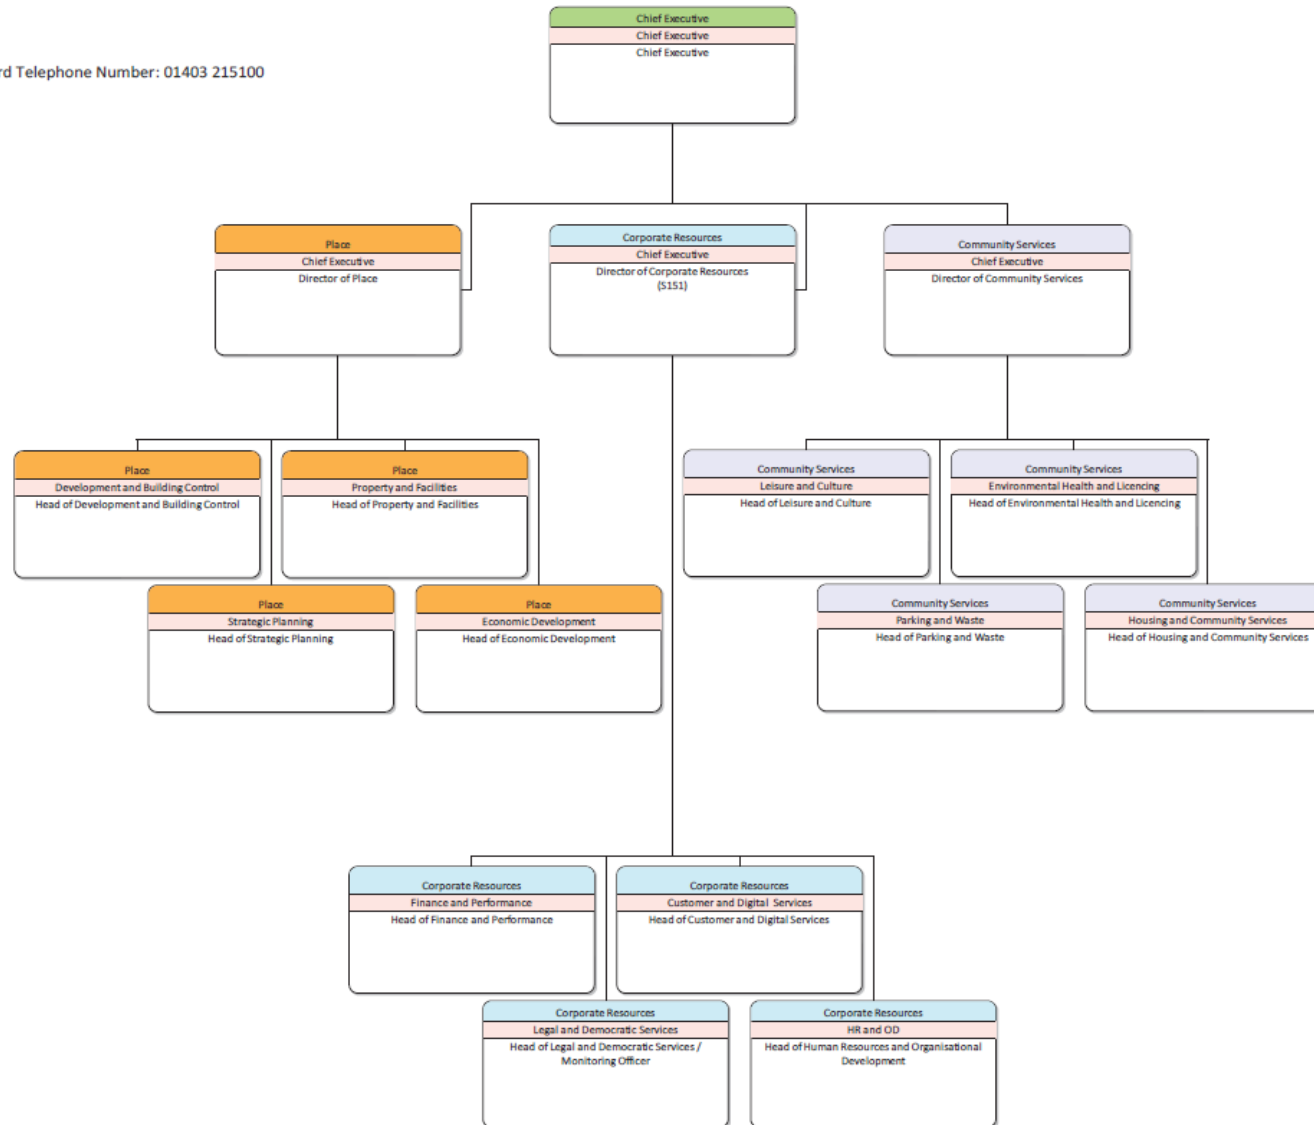 Chief Executive
Chief Executive
Chief Executive
rd Telephone Number: 01403 215100
Place
Chief Executive
Director of Place
Corporate Resources
Chief Executive
Director of Corporate Resources
(S151)
Community Services
Chief Executive
Director of Community Services
Place
Development and Building Control
Head of Development and Building Control
Place
Property and Facilities
Head of Property and Facilities
Community Services
Leisure and Culture
Head of Leisure and Culture
Community Services
Environmental Health and Licencing
Head of Environmental Health and Licencing
Place
Strategic Planning
Head of Strategic Planning
Place
Economic Development
Head of Economic Development
Community Services
Parking and Waste
Head of Parking and Waste
Community Services
Housing and Community Services
Head of Housing and Community Services
Corporate Resources
Finance and Performance
Head of Finance and Performance
Corporate Resources
Customer and Digital Services
Head of Customer and Digital Services
Corporate Resources
Legal and Democratic Services
Head of Legal and Democratic Services /
Monitoring Officer
Corporate Resources
HR and OD
Head of Human Resources and Organisational
Development